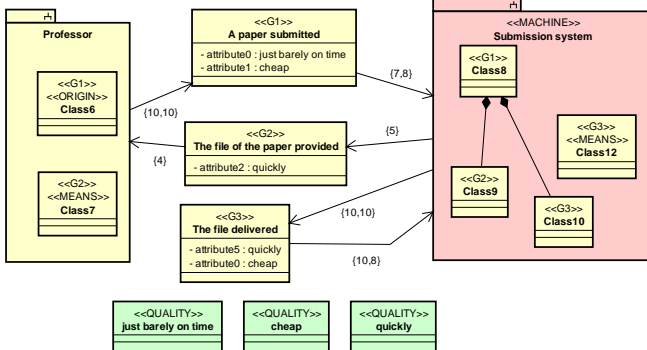 Professor
<<G1>>
<<ORIGIN>>
Class6
<<G2>>
<<MEANS>>
Class7
<<G1>>
A paper submitted
- attribute0 : just barely on time
- attribute1 : cheap
{10,10}
{7,8}
<<G2>>
The file of the paper provided
- attribute2 : quickly
{4}
{5}
<<G3>>
The file delivered
- attribute5 : quickly
- attribute0 : cheap
{10,10}
{10,8}
<<MACHINE>>
Submission system
<<G1>>
Class8
<<G3>>
<<MEANS>>
Class12
<<G2>>
Class9
<<G3>>
Class10
<<QUALITY>>
just barely on time
<<QUALITY>>
cheap
<<QUALITY>>
quickly